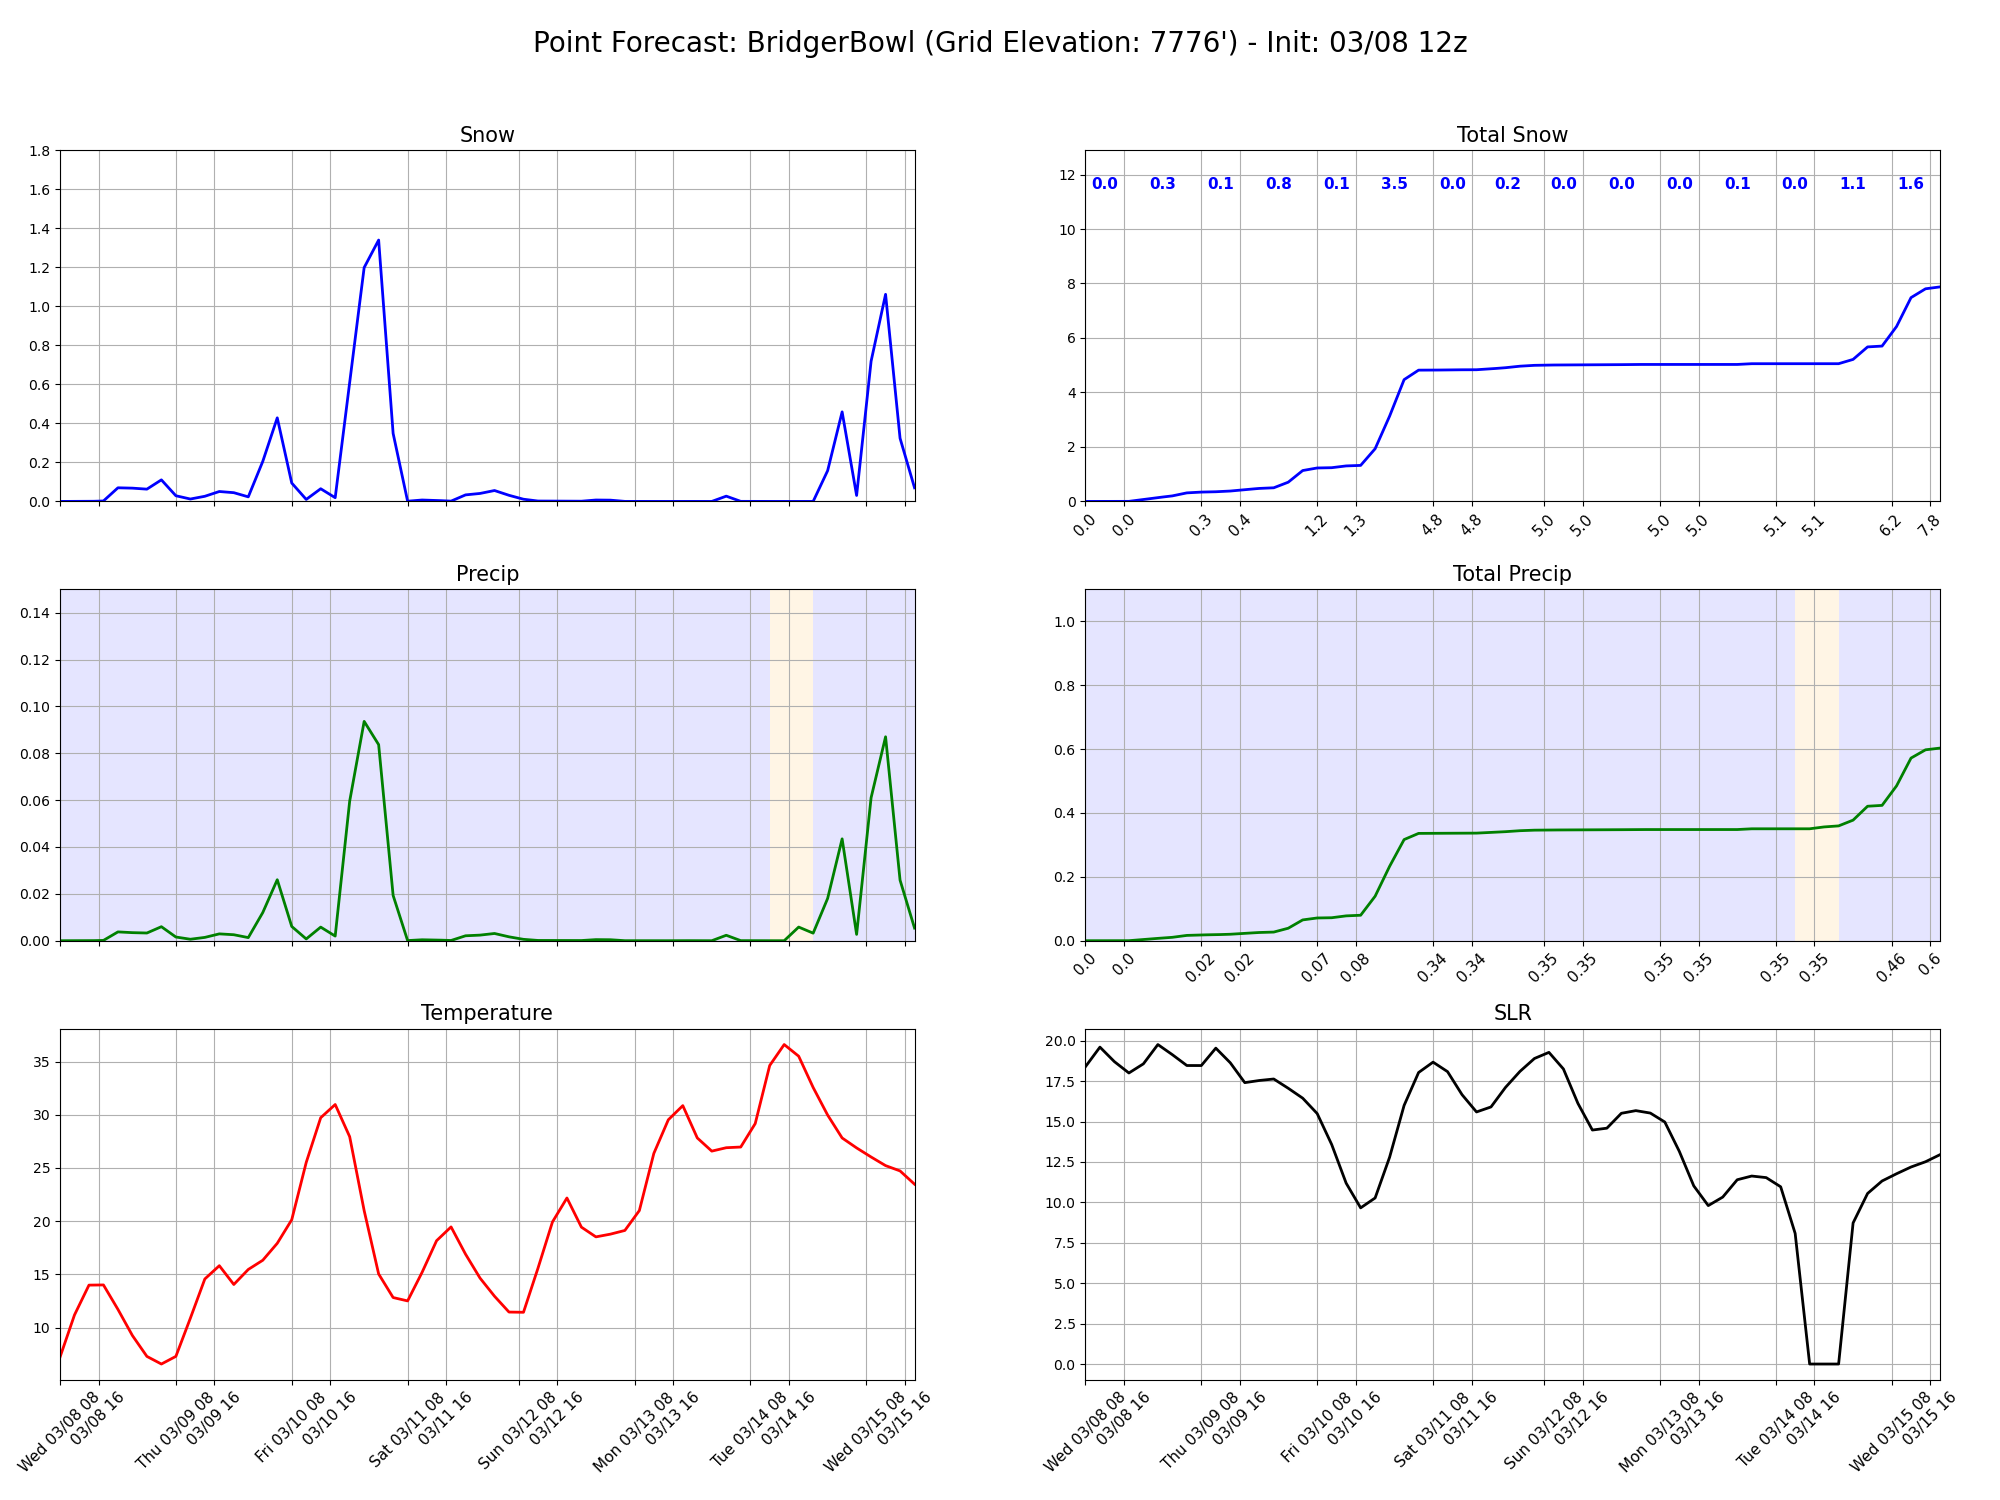 Point Forecast: BridgerBowl (Grid Elevation: 7776') - Init: 03/08 12z
Snow
1.8
1.6
1.4
1.2
1.0
0.8
0.6
0.4
0.2
0.0
Total Snow
12
10
8
6
4
2
0
0.0 0.3 0.1 0.8 0.1 3.5 0.0 0.2 0.0 0.0 0.0 0.1 0.0 1.1 1.6
0.0 0.0 0.3 0.4 1.2 1.3 4.8 4.8 5.0 5.0 5.0 5.0 5.1 5.1 6.2 7.8
Precip
0.14
0.12
0.10
0.08
0.06
0.04
0.02
0.00
Total Precip
1.0
0.8
0.6
0.4
0.2
0.0
0.0 0.0 0.02 0.02 0.07 0.08 0.34 0.34 0.35 0.35 0.35 0.35 0.35 0.35 0.46 0.6
Temperature
35
30
25
20
15
10
Wed 03/08 08
03/08 16
Thu 03/09 08
03/09 16
Fri 03/10 08
03/10 16
Sat 03/11 08
03/11 16
Sun 03/12 08
03/12 16
Mon 03/13 08
03/13 16
Tue 03/14 08
03/14 16
Wed 03/15 08
03/15 16
SLR
20.0
17.5
15.0
12.5
10.0
7.5
5.0
2.5
0.0
Wed 03/08 08
03/08 16
Thu 03/09 08
03/09 16
Fri 03/10 08
03/10 16
Sat 03/11 08
03/11 16
Sun 03/12 08
03/12 16
Mon 03/13 08
03/13 16
Tue 03/14 08
03/14 16
Wed 03/15 08
03/15 16